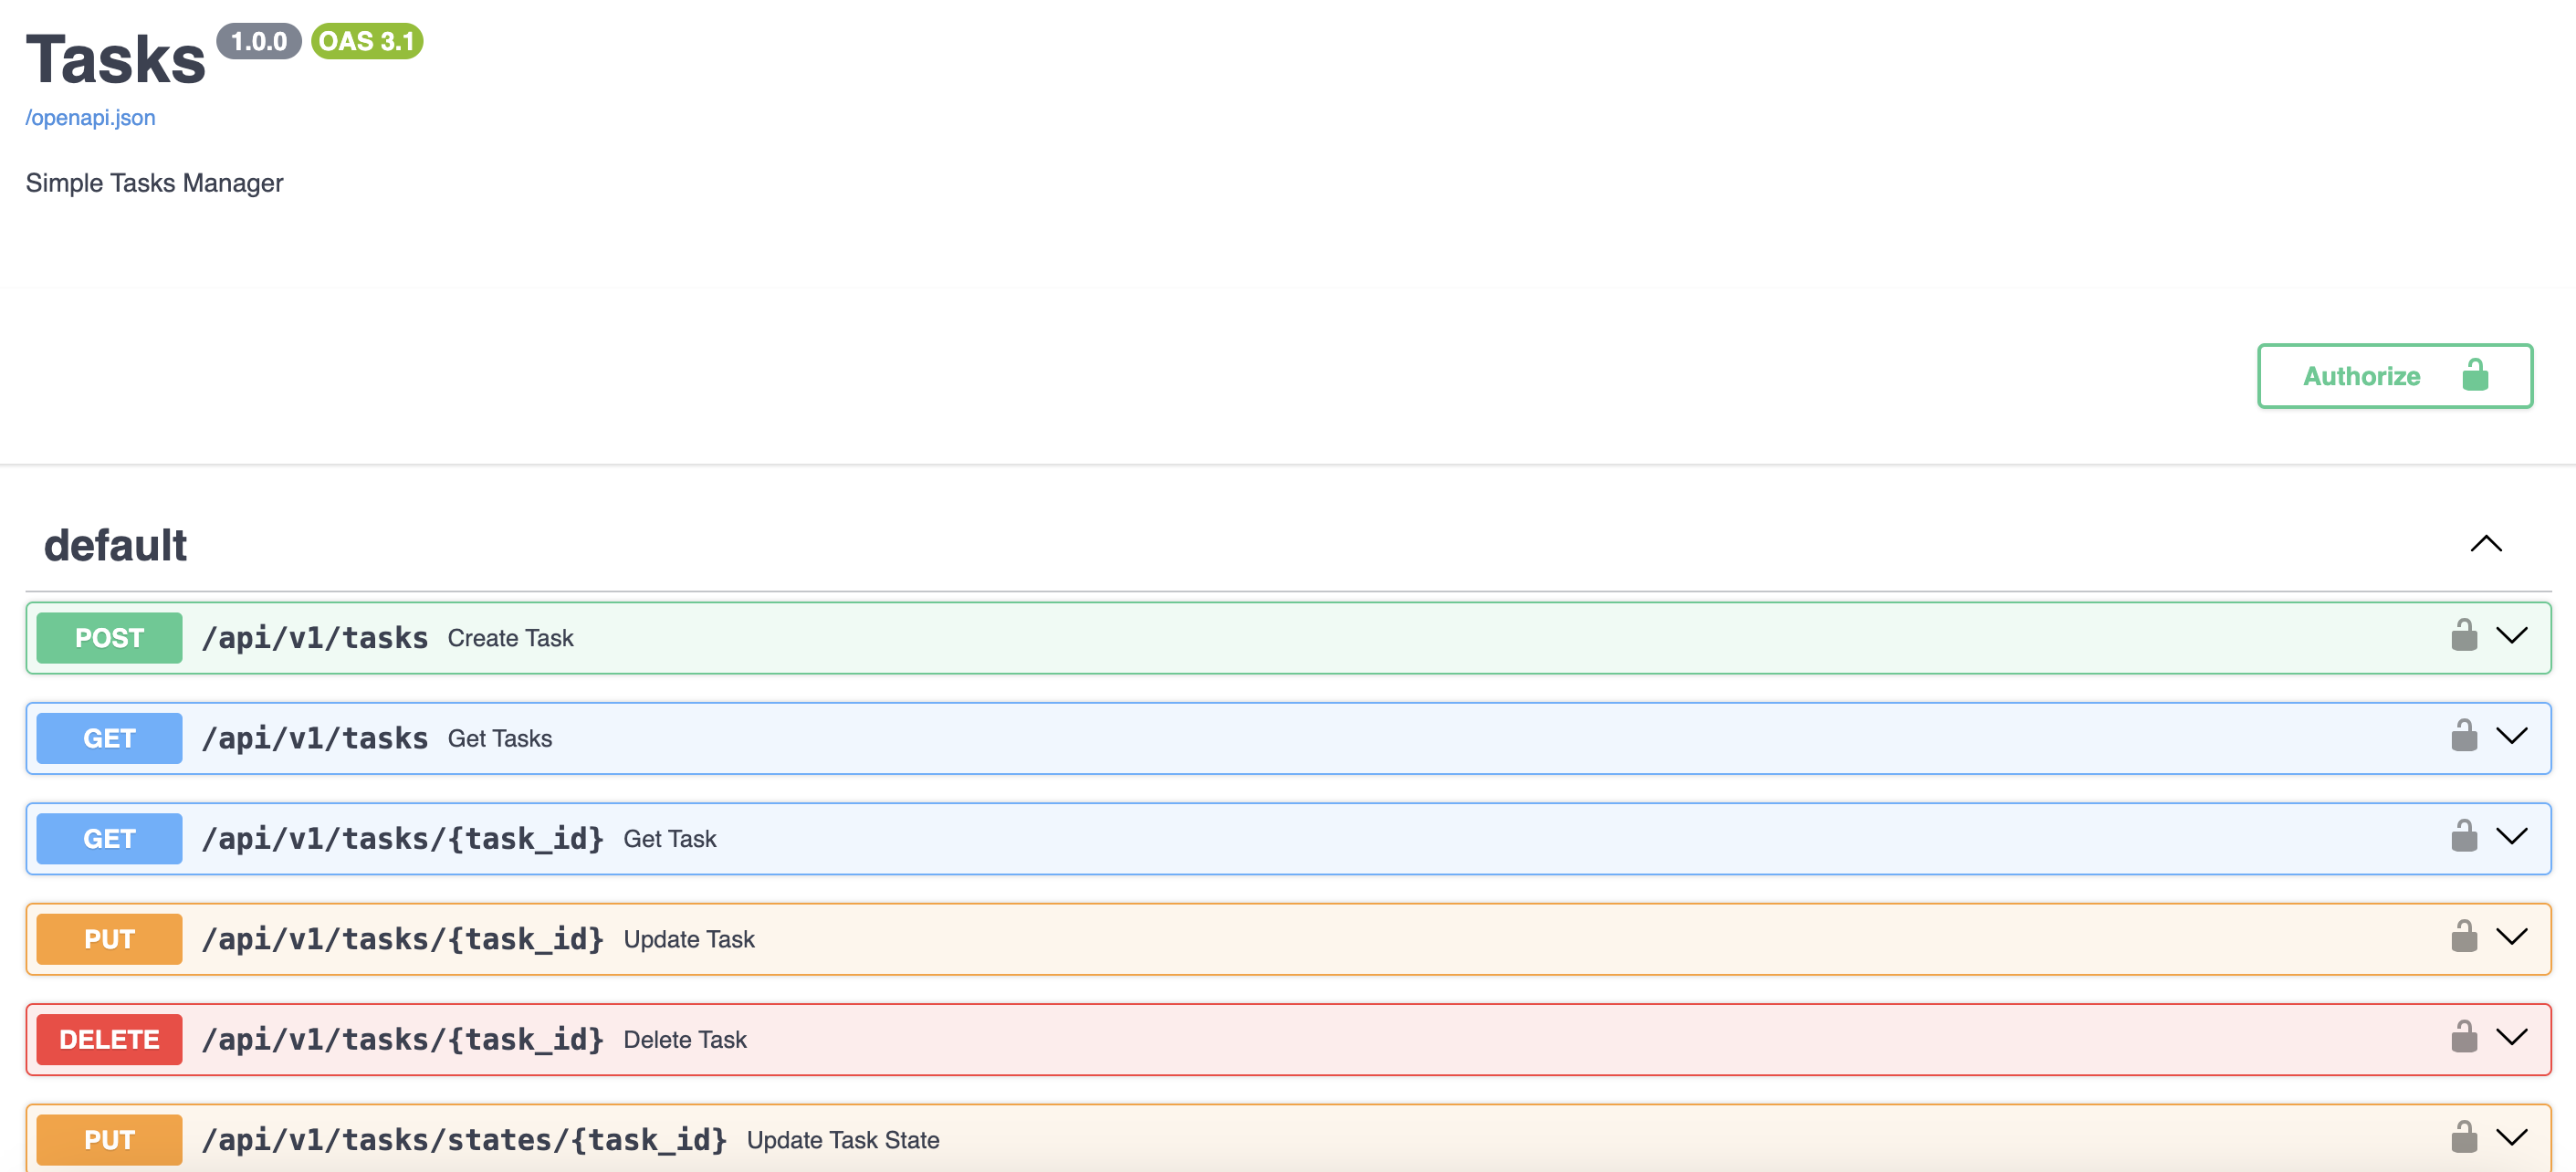 Tasks 1.0.0 OAS 3.1
/openapi.json
Simple Tasks Manager
Authorize
default
POST /api/v1/tasks Create Task
GET /api/v1/tasks Get Tasks
GET /api/v1/tasks/{task_id} Get Task
PUT /api/v1/tasks/{task_id} Update Task
DELETE /api/v1/tasks/{task_id} Delete Task
PUT /api/v1/tasks/states/{task_id} Update Task State